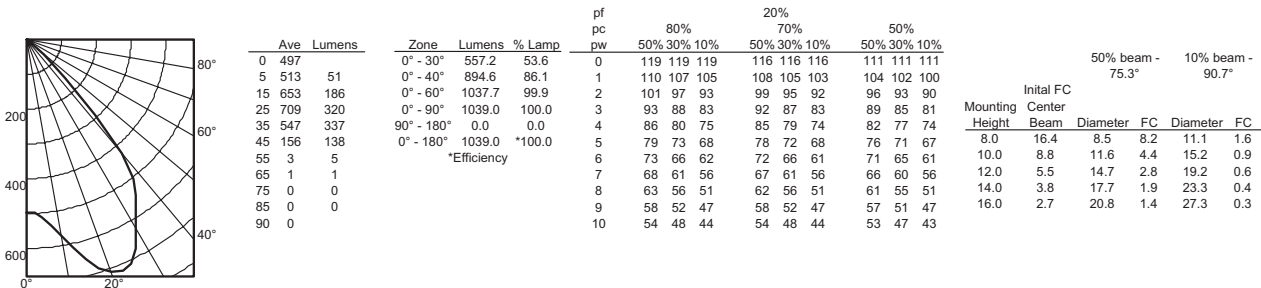 80°
60°
40°
200
400
600
0° 20°
Ave Lumens
0 497
5 513 51
15 653 186
25 709 320
35 547 337
45 156 138
55 3 5
65 1 1
75 0 0
85 0 0
90 0
Zone Lumens % Lamp
0° - 30° 557.2 53.6
0° - 40° 894.6 86.1
0° - 60° 1037.7 99.9
0° - 90° 1039.0 100.0
90° - 180° 0.0 0.0
0° - 180° 1039.0 *100.0
*Efficiency
pf 20%
pc 80% 70% 50%
pw 50% 30% 10% 50% 30% 10% 50% 30% 10%
0 119 119 119 116 116 116 111 111 111
1 110 107 105 108 105 103 104 102 100
2 101 97 93 99 95 92 96 93 90
3 93 88 83 92 87 83 89 85 81
4 86 80 75 85 79 74 82 77 74
5 79 73 68 78 72 68 76 71 67
6 73 66 62 72 66 61 71 65 61
7 68 61 56 67 61 56 66 60 56
8 63 56 51 62 56 51 61 55 51
9 58 52 47 58 52 47 57 51 47
10 54 48 44 54 48 44 53 47 43
50% beam - 10% beam -
75.3° 90.7°
Inital FC
Mounting Center
Height Beam Diameter FC Diameter FC
8.0 16.4 8.5 8.2 11.1 1.6
10.0 8.8 11.6 4.4 15.2 0.9
12.0 5.5 14.7 2.8 19.2 0.6
14.0 3.8 17.7 1.9 23.3 0.4
16.0 2.7 20.8 1.4 27.3 0.3